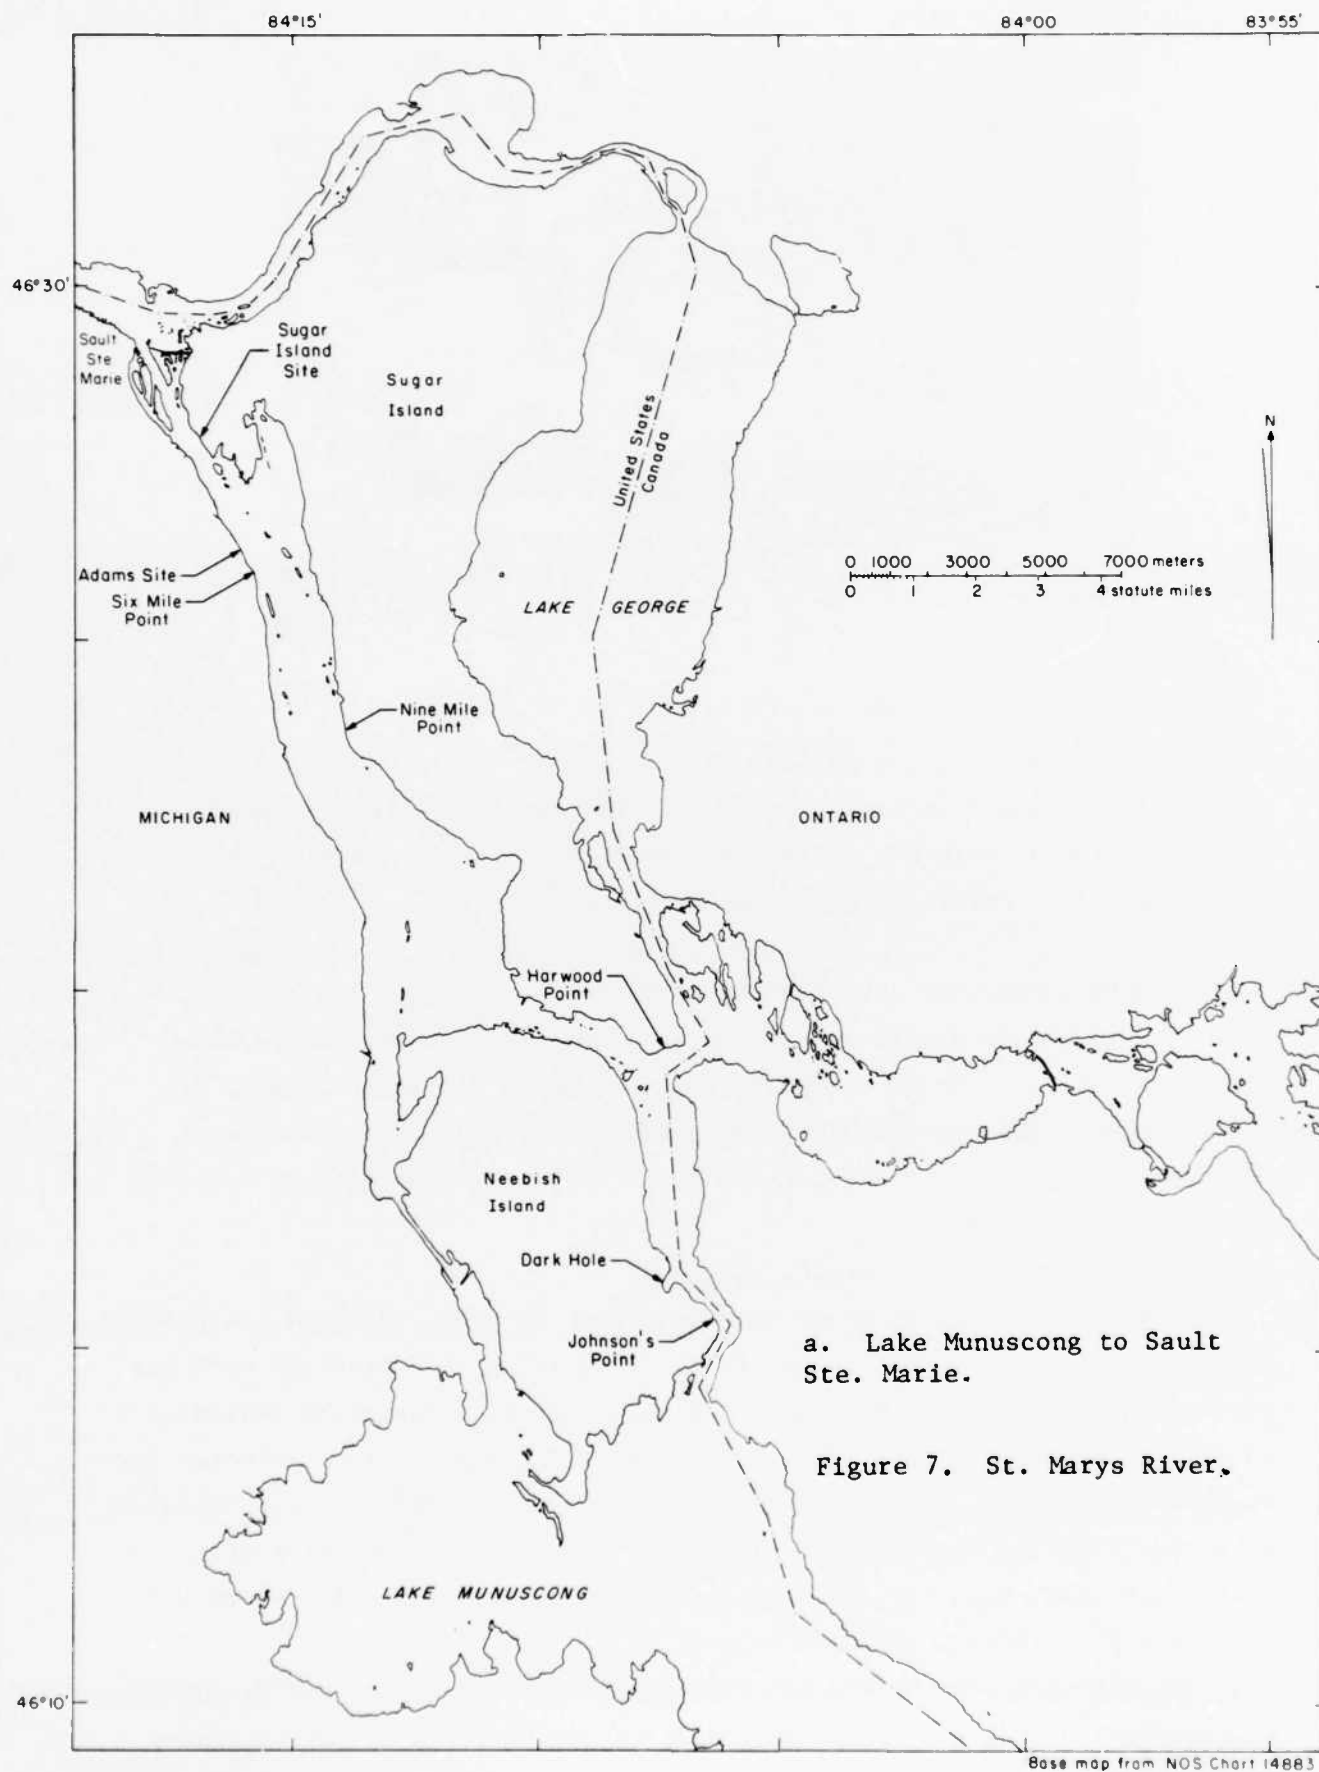 84°15'
84°00
83°55'
46°30'
Sault
Ste
Marie
Sugar
Island
Site
Sugar
Island
United States
Canada
N
Adams Site
Six Mile
Point
0 1000 3000 5000 7000 meters
0 1 2 3 4 statute miles
LAKE GEORGE
Nine Mile
Point
MICHIGAN
ONTARIO
Harwood
Point
Neebish
Island
Dark Hole
Johnson's
Point
a. Lake Munuscong to Sault
Ste. Marie.
Figure 7. St. Marys River.
LAKE MUNUSCONG
46°10'
Base map from NOS Chart 14883